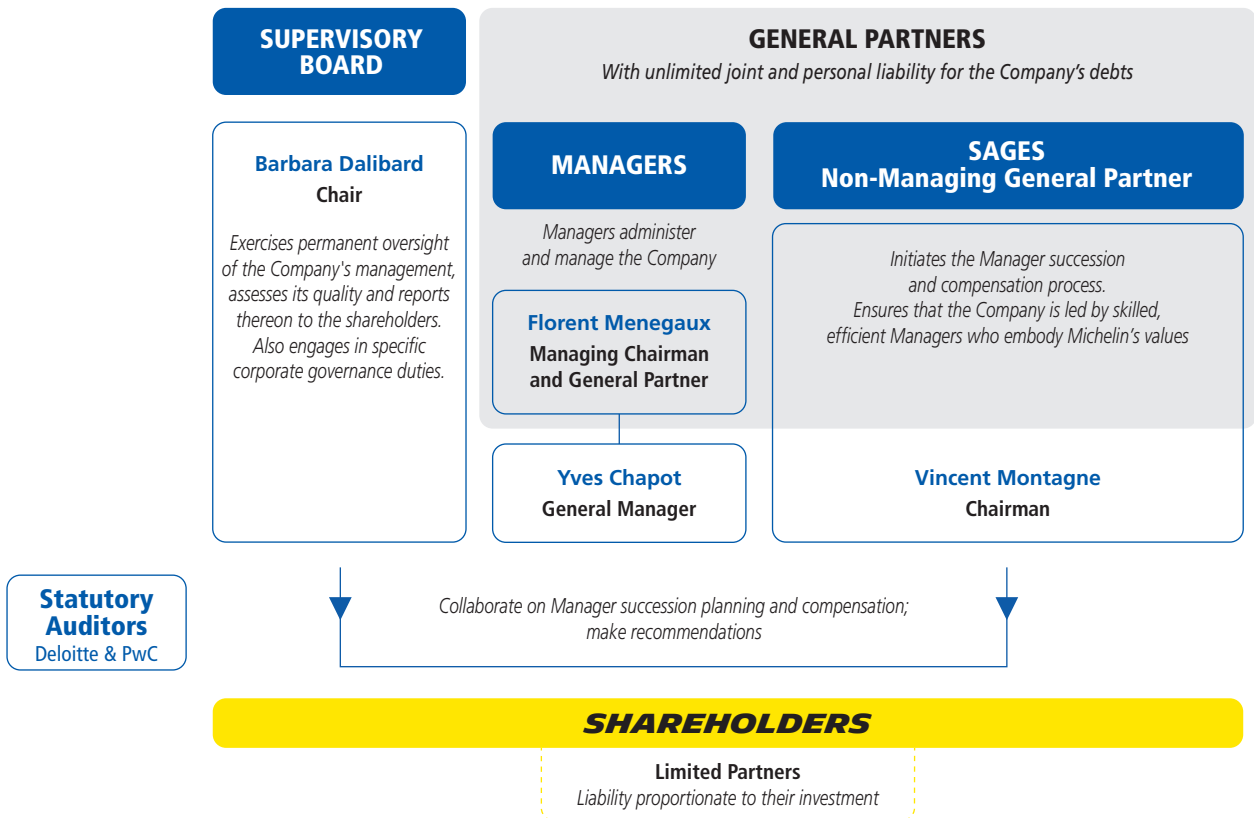 SUPERVISORY
BOARD
GENERAL PARTNERS
With unlimited joint and personal liability for the Company’s debts
Barbara Dalibard
Chair
Exercises permanent oversight
of the Company's management,
assesses its quality and reports
thereon to the shareholders.
Also engages in specific
corporate governance duties.
MANAGERS
Managers administer
and manage the Company
Florent Menegaux
Managing Chairman
and General Partner
Yves Chapot
General Manager
SAGES
Non-Managing General Partner
Initiates the Manager succession
and compensation process.
Ensures that the Company is led by skilled,
efficient Managers who embody Michelin’s values
Vincent Montagne
Chairman
Statutory
Auditors
Deloitte & PwC
Collaborate on Manager succession planning and compensation;
make recommendations
SHAREHOLDERS
Limited Partners
Liability proportionate to their investment